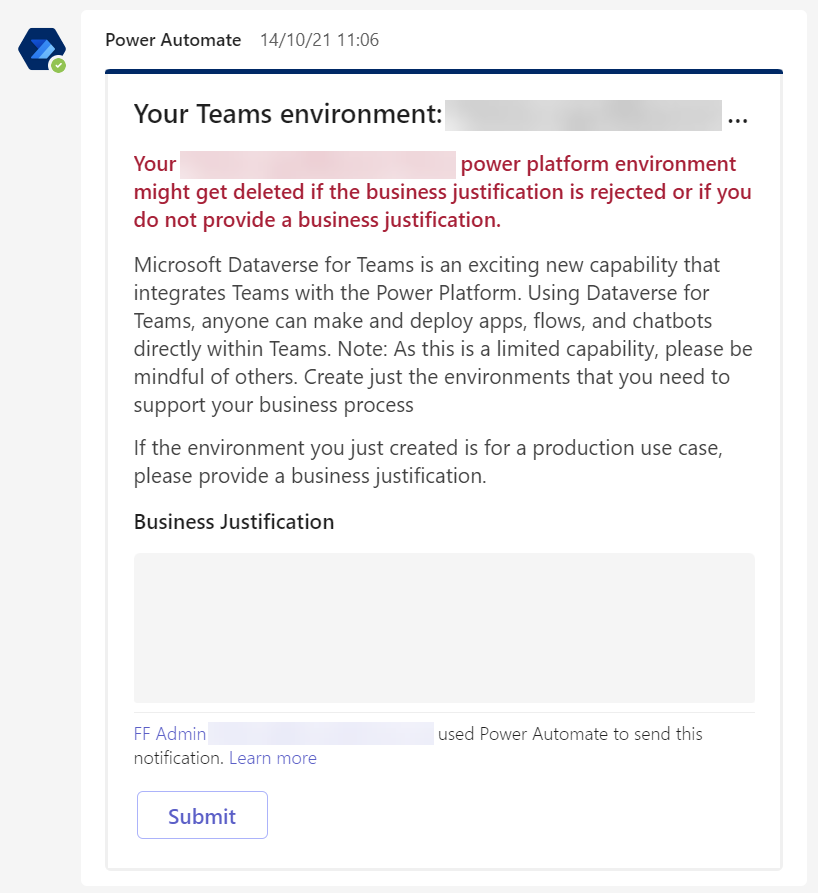 Power Automate 14/10/21 11:06
Your Teams environment: ...
Your power platform environment
might get deleted if the business justification is rejected or if you
do not provide a business justification.
Microsoft Dataverse for Teams is an exciting new capability that
integrates Teams with the Power Platform. Using Dataverse for
Teams, anyone can make and deploy apps, flows, and chatbots
directly within Teams. Note: As this is a limited capability, please be
mindful of others. Create just the environments that you need to
support your business process
If the environment you just created is for a production use case,
please provide a business justification.
Business Justification
FF Admin used Power Automate to send this
notification. Learn more
Submit